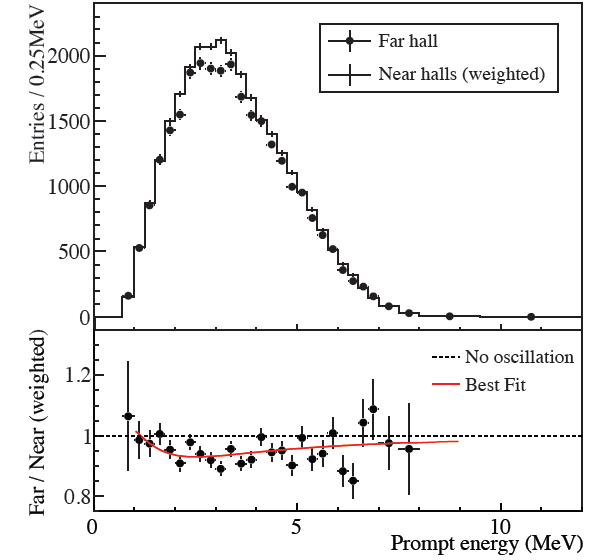 Entries / 0.25MeV
2000
1500
1000
500
0
Far hall
Near halls (weighted)
Far / Near (weighted)
1.2
1
0.8
No oscillation
Best Fit
0
5
10
Prompt energy (MeV)